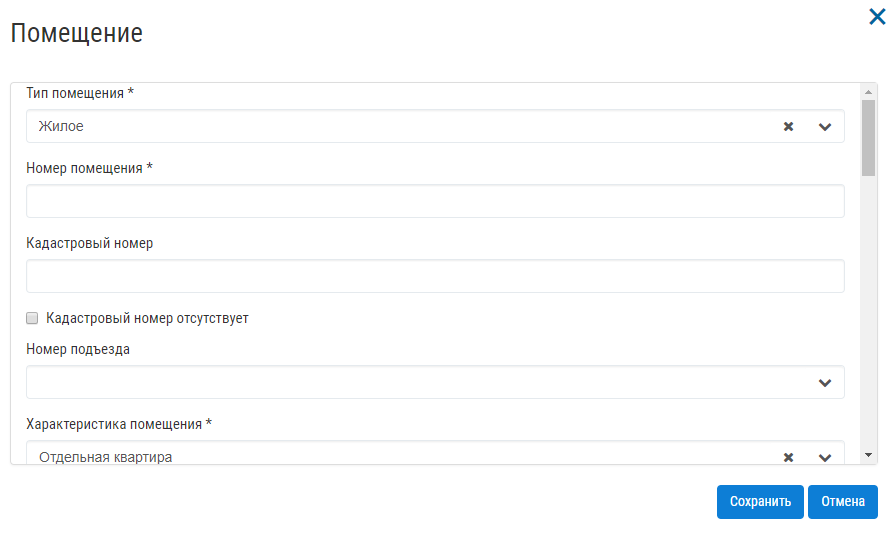 Помещение
Тип помещения *
Жилое
Номер помещения *
Кадастровый номер
Кадастровый номер отсутствует
Номер подъезда
Характеристика помещения *
Отдельная квартира
Сохранить
Отмена